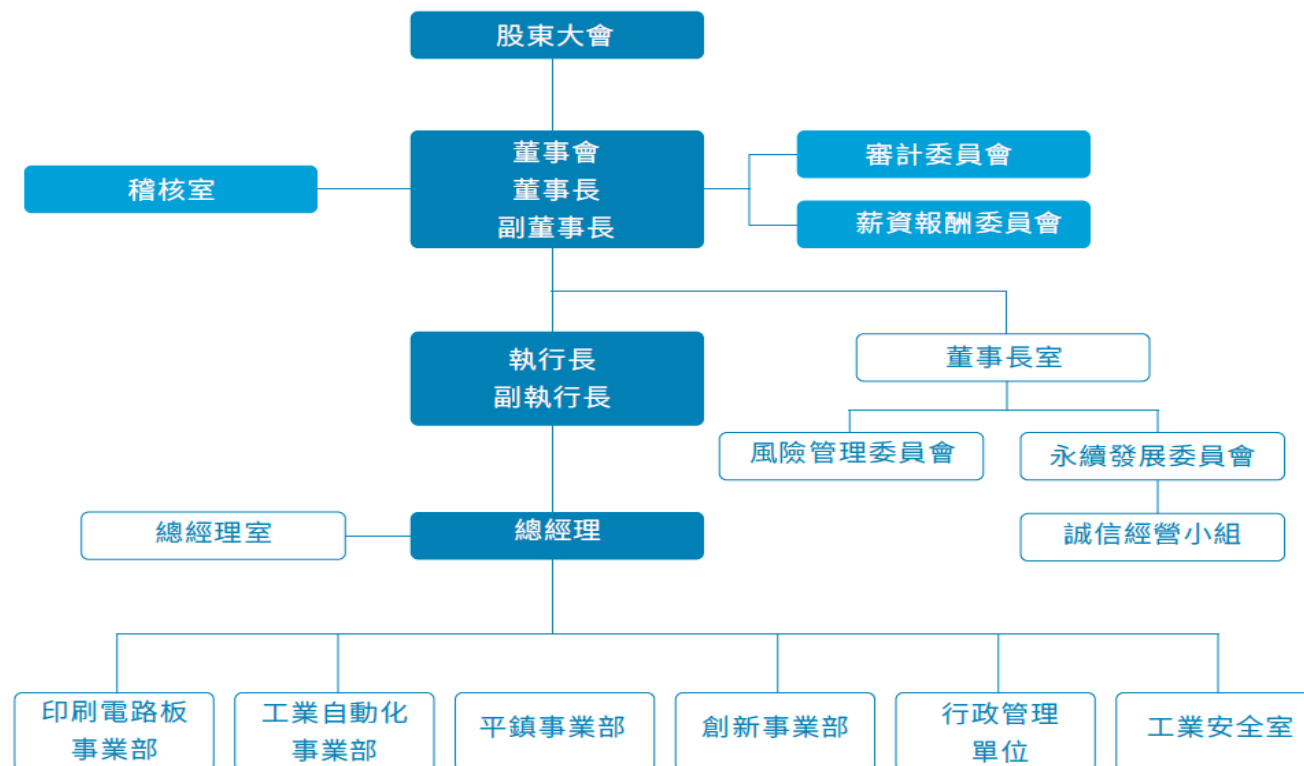 股東大會
董事會
董事長
副董事長
稽核室
審計委員會
薪資報酬委員會
執行長
副執行長
董事長室
風險管理委員會
永續發展委員會
誠信經營小組
總經理室
總經理
印刷電路板
事業部
工業自動化
事業部
平鎮事業部
創新事業部
行政管理
單位
工業安全室